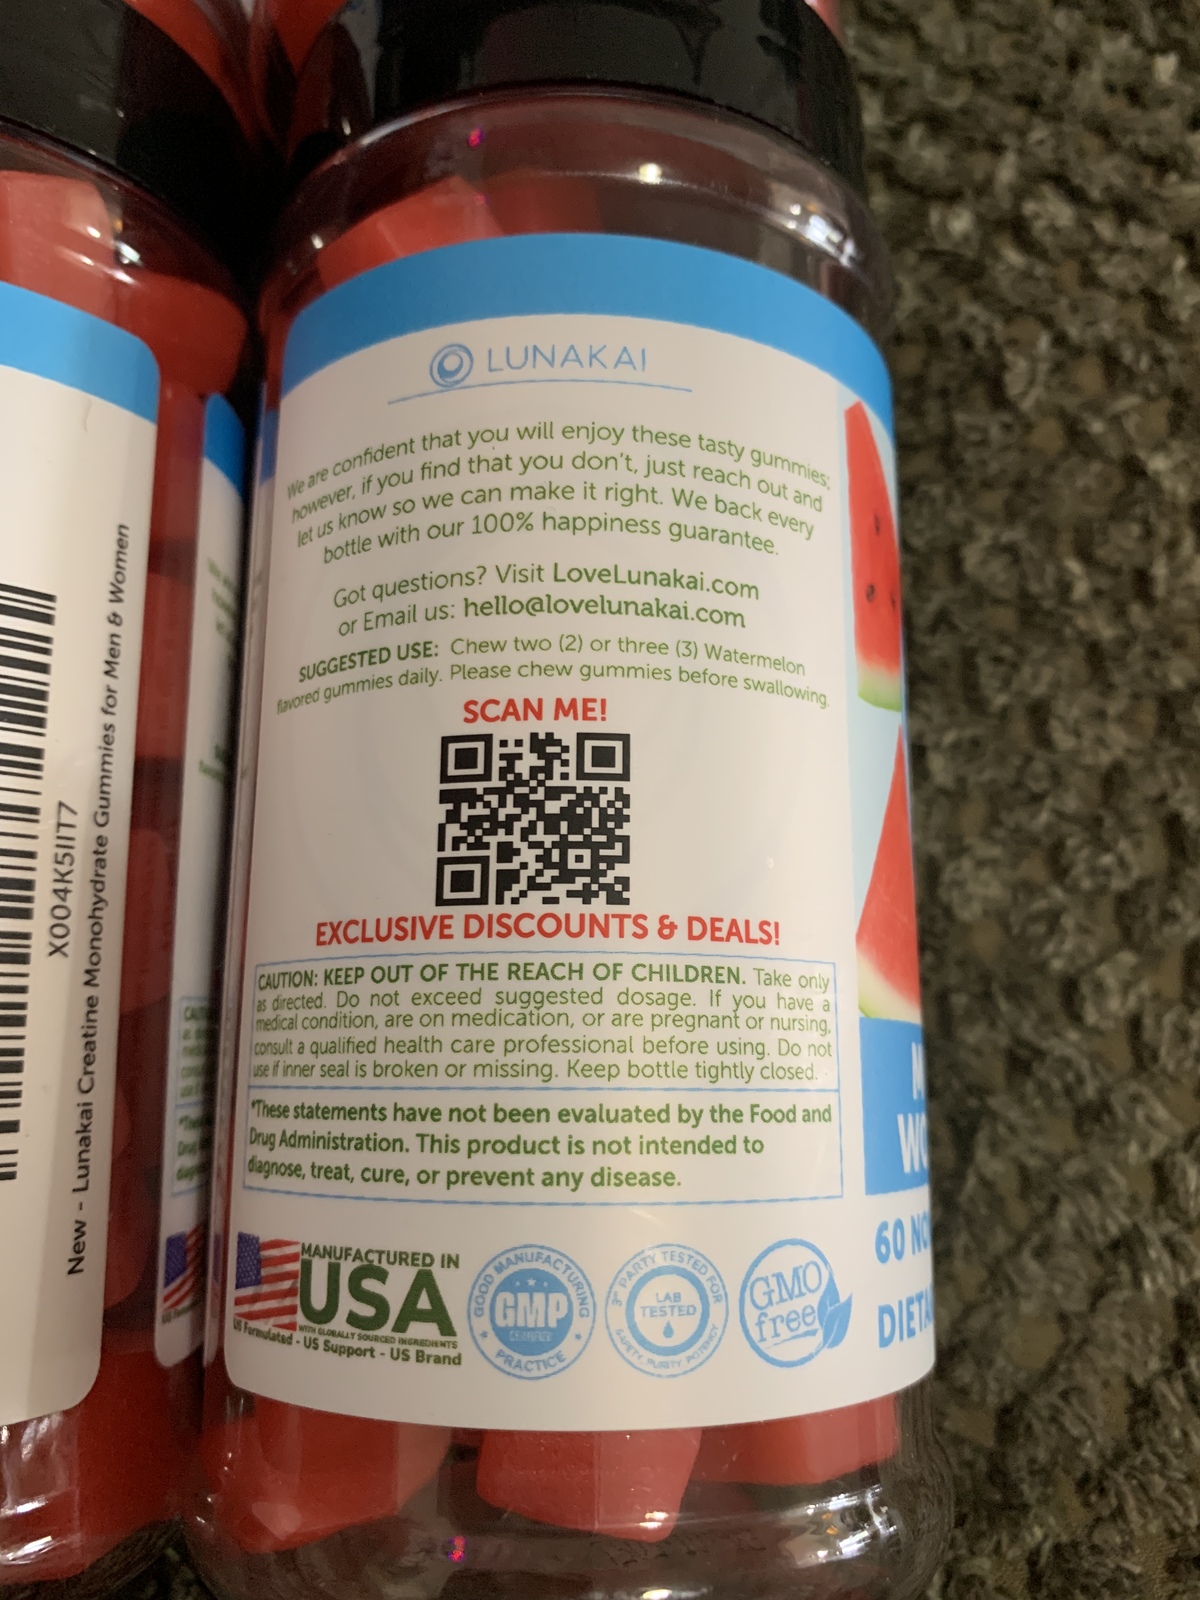 LUNAKAI
We are confident that you will enjoy these tasty gummies;
however, if you find that you don't, just reach out and
let us know so we can make it right. We back every
bottle with our 100% happiness guarantee.
Got questions? Visit LoveLunakai.com
or Email us: hello@lovelunakai.com
SUGGESTED USE: Chew two (2) or three (3) Watermelon
flavored gummies daily. Please chew gummies before swallowing.
SCAN ME!
EXCLUSIVE DISCOUNTS & DEALS!
CAUTION: KEEP OUT OF THE REACH OF CHILDREN. Take only
as directed. Do not exceed suggested dosage. If you have a
medical condition, are on medication, or are pregnant or nursing,
consult a qualified health care professional before using. Do not
use if inner seal is broken or missing. Keep bottle tightly closed.
*These statements have not been evaluated by the Food and
Drug Administration. This product is not intended to
diagnose, treat, cure, or prevent any disease.
MANUFACTURED IN
USA
WITH GLOBALLY SOURCED INGREDIENTS
US Formulated - US Support - US Brand
GOOD MANUFACTURING
GMP
CERTIFIED
PRACTICE
3RD PARTY TESTED FOR
LAB
TESTED
SAFETY, PURITY, POTENCY
GMO
free
60
X004K5IIT7
New - Lunakai Creatine Monohydrate Gummies for Men & Women